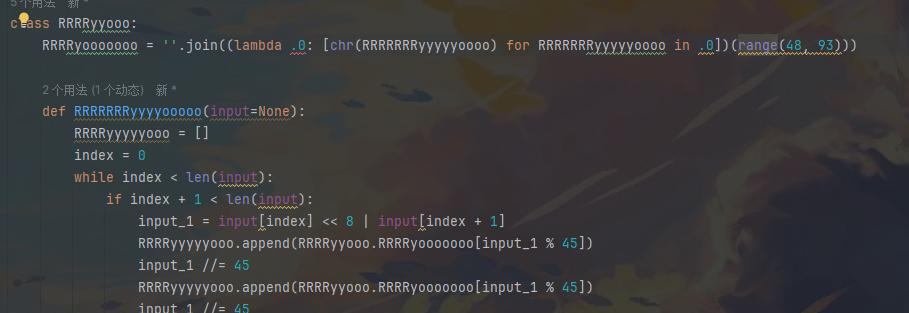 5个用法 新 *
class RRRRyyooo:
RRRRyooooooo = ''.join((lambda .0: [chr(RRRRRRRyyyyyoooo) for RRRRRRRyyyyyoooo in .0])(range(48, 93)))
2个用法 (1个动态) 新 *
def RRRRRRRyyyyooooo(input=None):
RRRRyyyyyooo = []
index = 0
while index < len(input):
if index + 1 < len(input):
input_1 = input[index] << 8 | input[index + 1]
RRRRyyyyyooo.append(RRRRyyooo.RRRRyooooooo[input_1 % 45])
input_1 //= 45
RRRRyyyyyooo.append(RRRRyyooo.RRRRyooooooo[input_1 % 45])
input_1 //= 45